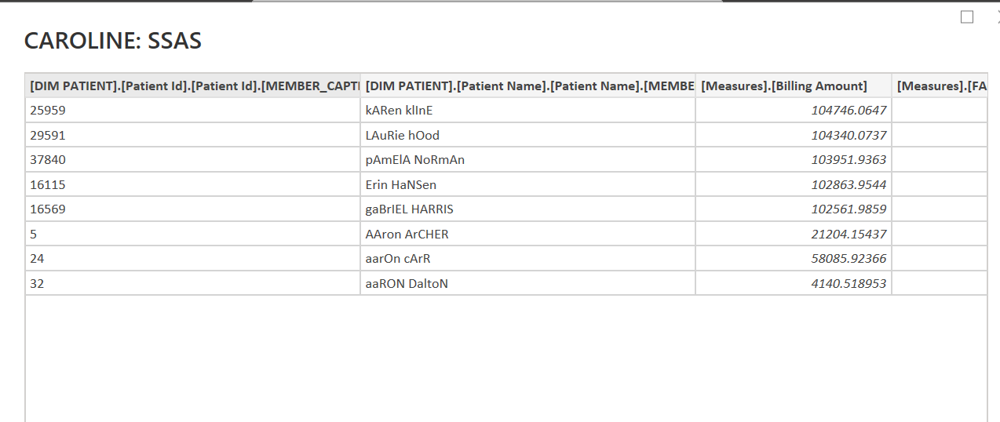 CAROLINE: SSAS
[DIM PATIENT].[Patient Id].[Patient Id].[MEMBER_CAPTI [DIM PATIENT].[Patient Name].[Patient Name].[MEMBE [Measures].[Billing Amount] [Measures].[FA
25959 kARen klInE 104746.0647
29591 LAuRie hOod 104340.0737
37840 pAmElA NoRmAn 103951.9363
16115 Erin HaNSen 102863.9544
16569 gaBrIEL HARRIS 102561.9859
5 AAron ArCHER 21204.15437
24 aarOn cArR 58085.92366
32 aaRON DaltoN 4140.518953